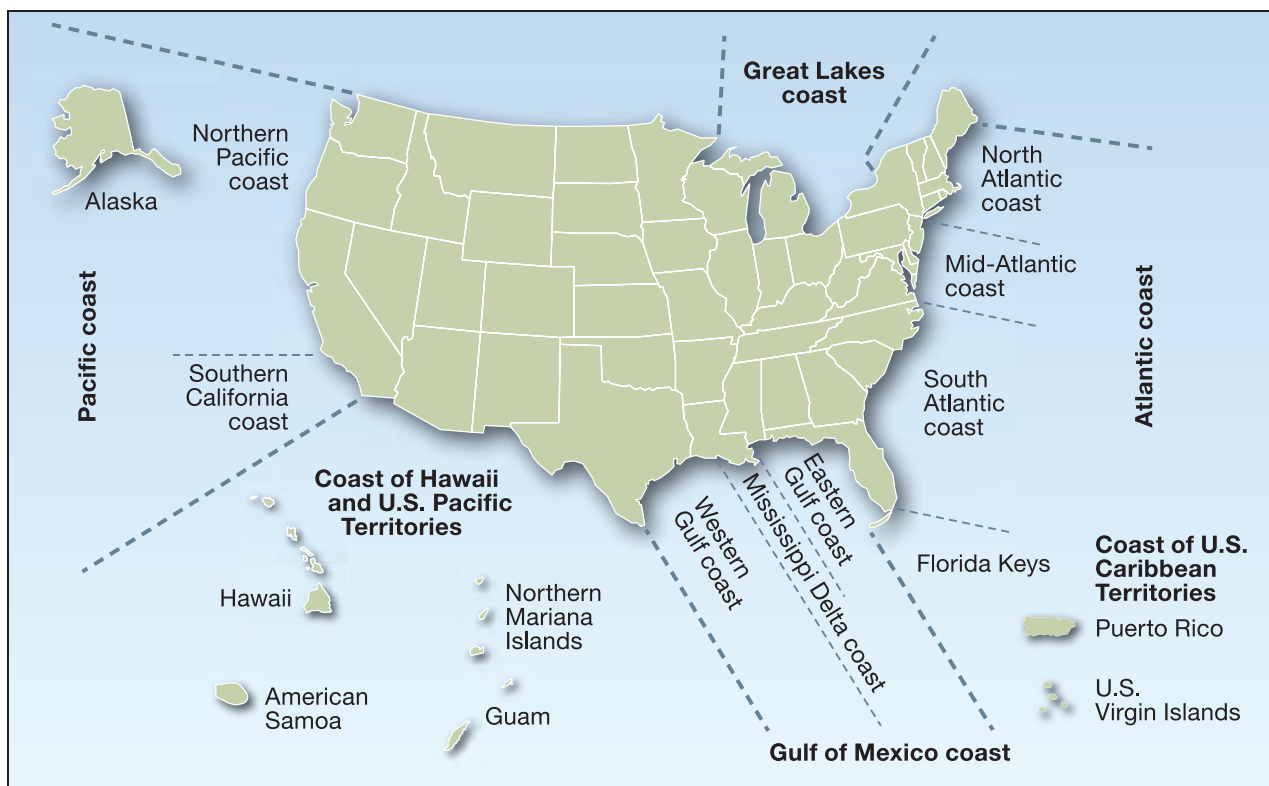 Great Lakes
coast
Northern
Pacific
coast
Alaska
North
Atlantic
coast
Mid-Atlantic
coast
Pacific coast
Atlantic coast
Southern
California
coast
South
Atlantic
coast
Coast of Hawaii
and U.S. Pacific
Territories
Western
Gulf coast
Mississippi Delta coast
Eastern
Gulf coast
Florida Keys
Coast of U.S.
Caribbean
Territories
Hawaii
Northern
Mariana
Islands
Puerto Rico
American
Samoa
Guam
U.S.
Virgin Islands
Gulf of Mexico coast